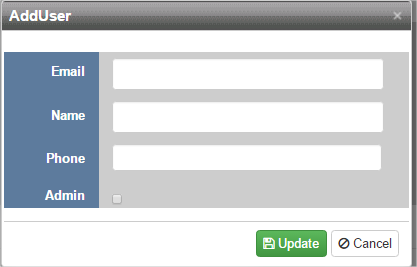 AddUser ×
Email
Name
Phone
Admin
Update Cancel